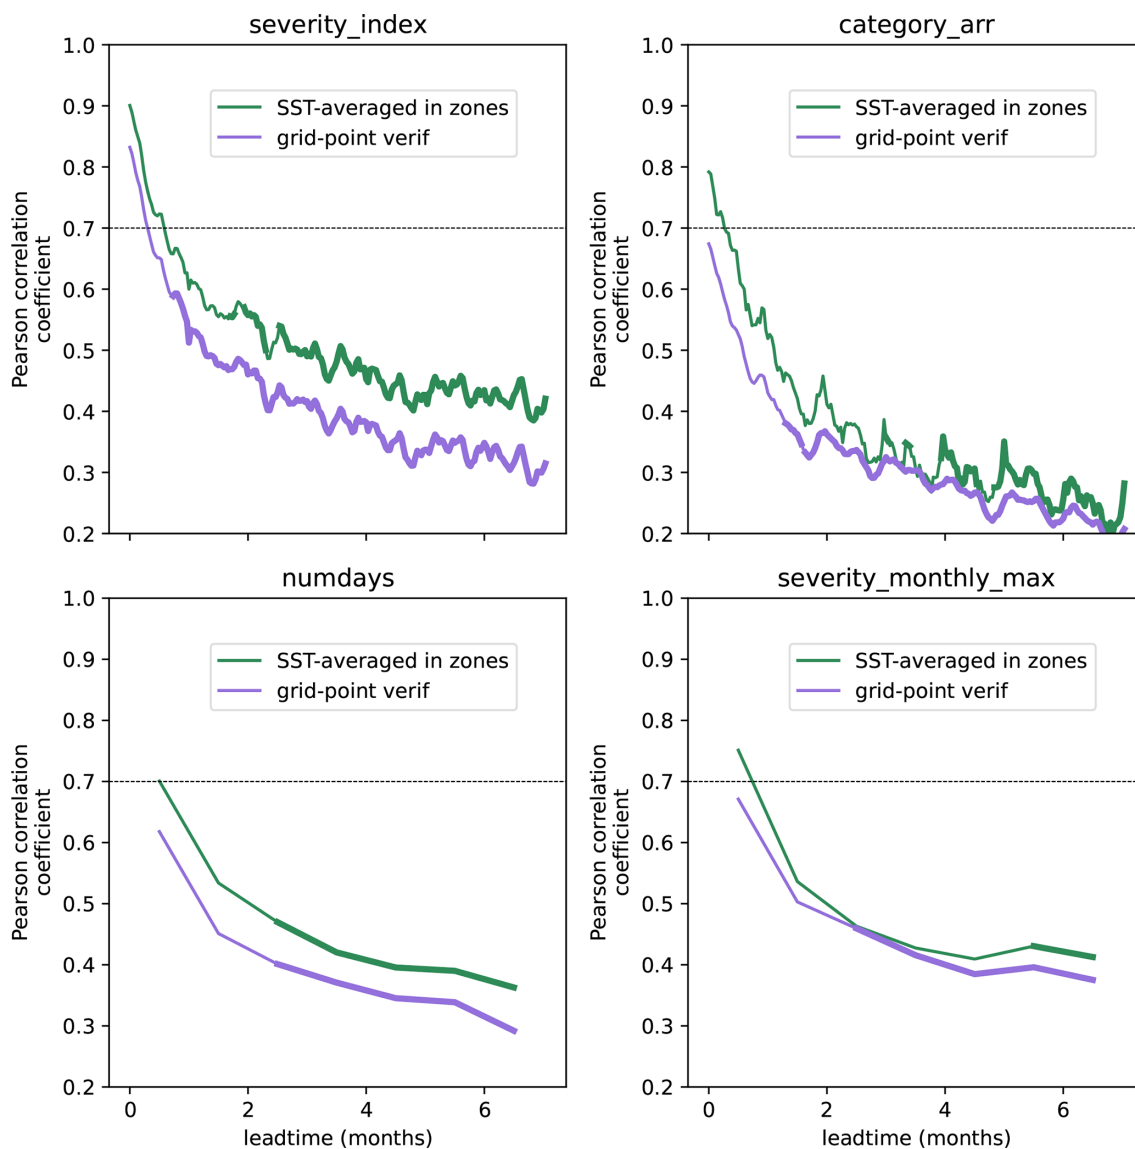 severity_index
1.0
0.9
0.8
0.7
0.6
0.5
0.4
0.3
0.2
Pearson correlation
coefficient
SST-averaged in zones
grid-point verif
category_arr
1.0
0.9
0.8
0.7
0.6
0.5
0.4
0.3
0.2
Pearson correlation
coefficient
SST-averaged in zones
grid-point verif
numdays
1.0
0.9
0.8
0.7
0.6
0.5
0.4
0.3
0.2
Pearson correlation
coefficient
SST-averaged in zones
grid-point verif
0 2 4 6
leadtime (months)
severity_monthly_max
1.0
0.9
0.8
0.7
0.6
0.5
0.4
0.3
0.2
Pearson correlation
coefficient
SST-averaged in zones
grid-point verif
0 2 4 6
leadtime (months)